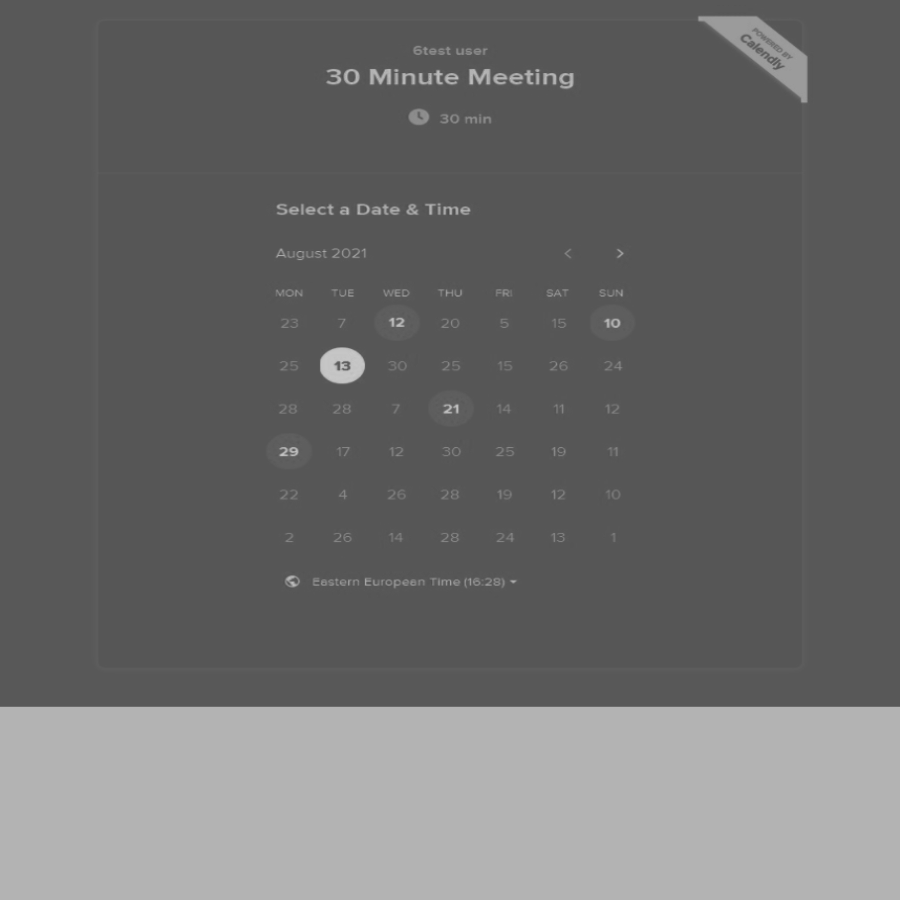 POWERED BY
Calendly
6test user
30 Minute Meeting
30 min
Select a Date & Time
August 2021
MON TUE WED THU FRI SAT SUN
23 7 12 20 5 15 10
25 13 30 25 15 26 24
28 28 7 21 14 11 12
29 17 12 30 25 19 11
22 4 26 28 19 12 10
2 26 14 28 24 13 1
Eastern European Time (16:28)